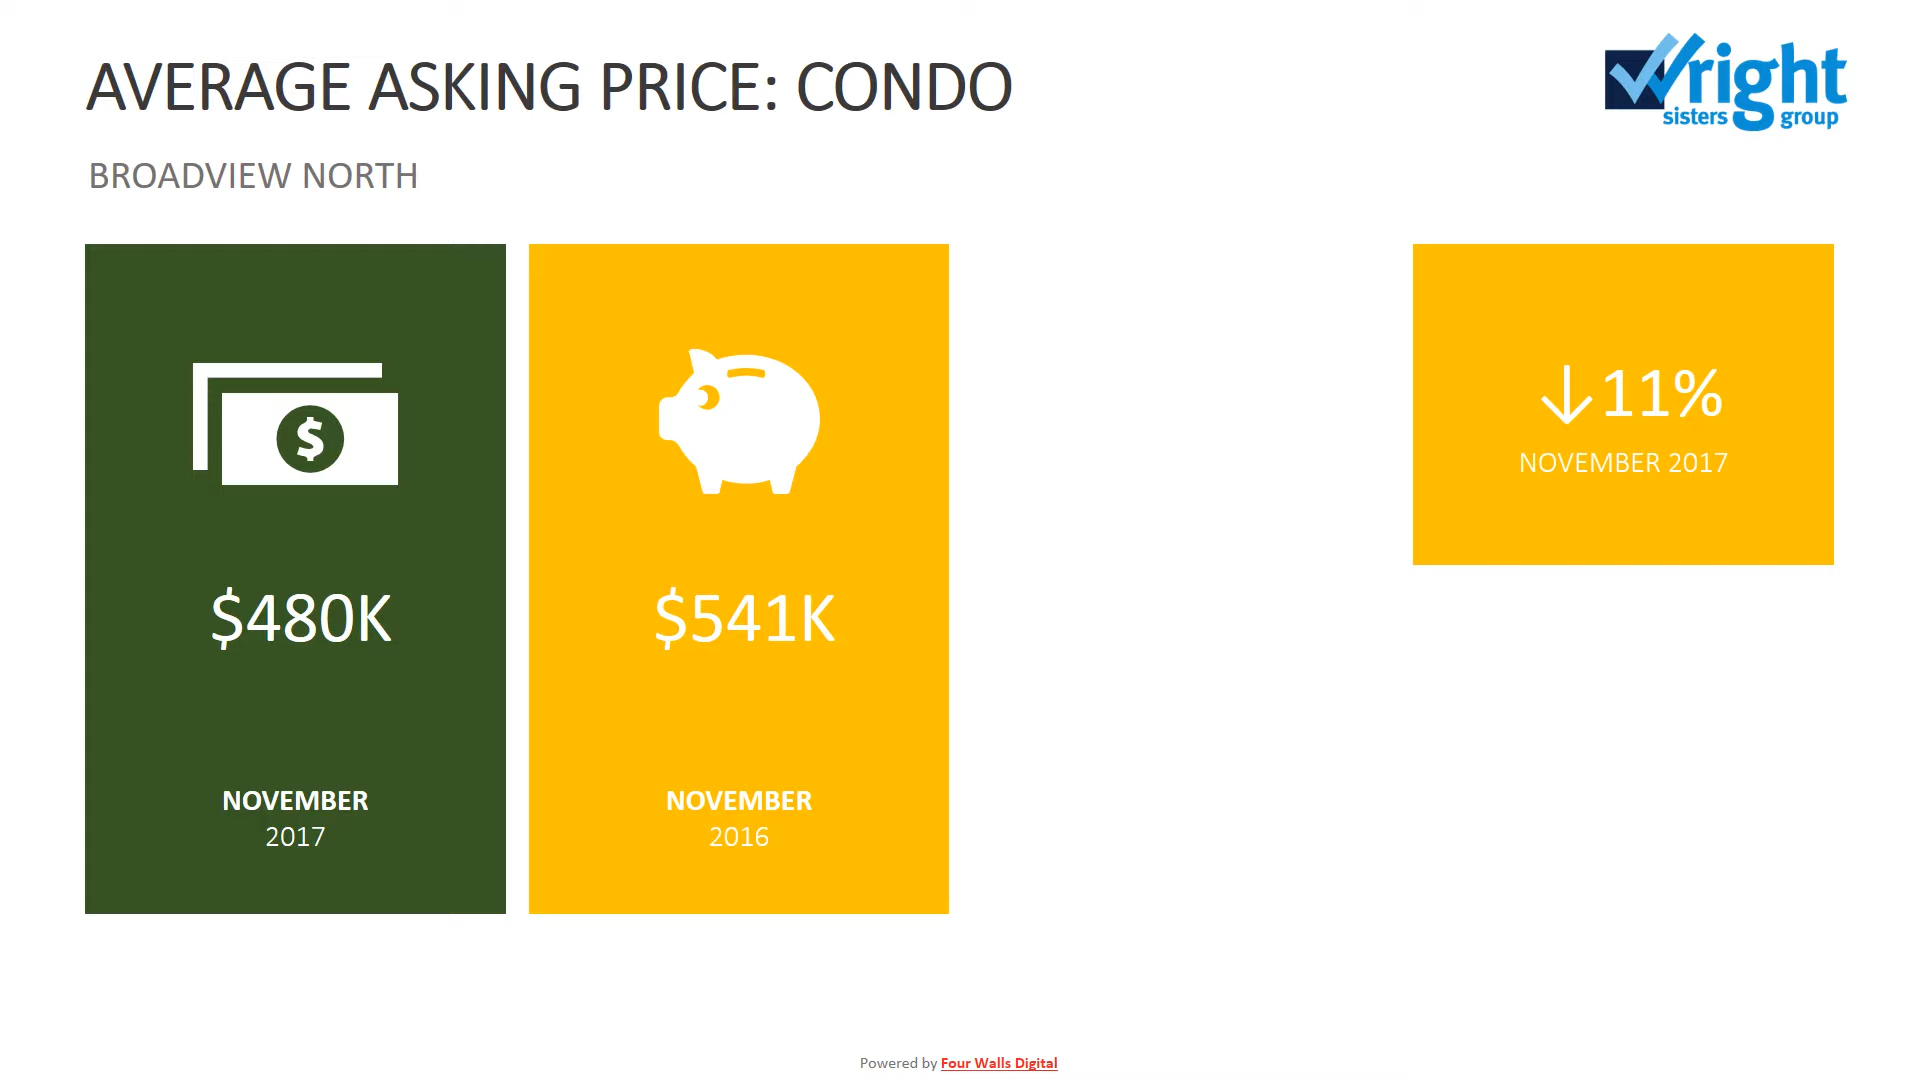 AVERAGE ASKING PRICE: CONDO
Wright
sisters group
BROADVIEW NORTH
$
$480K
NOVEMBER
2017
$541K
NOVEMBER
2016
↓11%
NOVEMBER 2017
Powered by Four Walls Digital